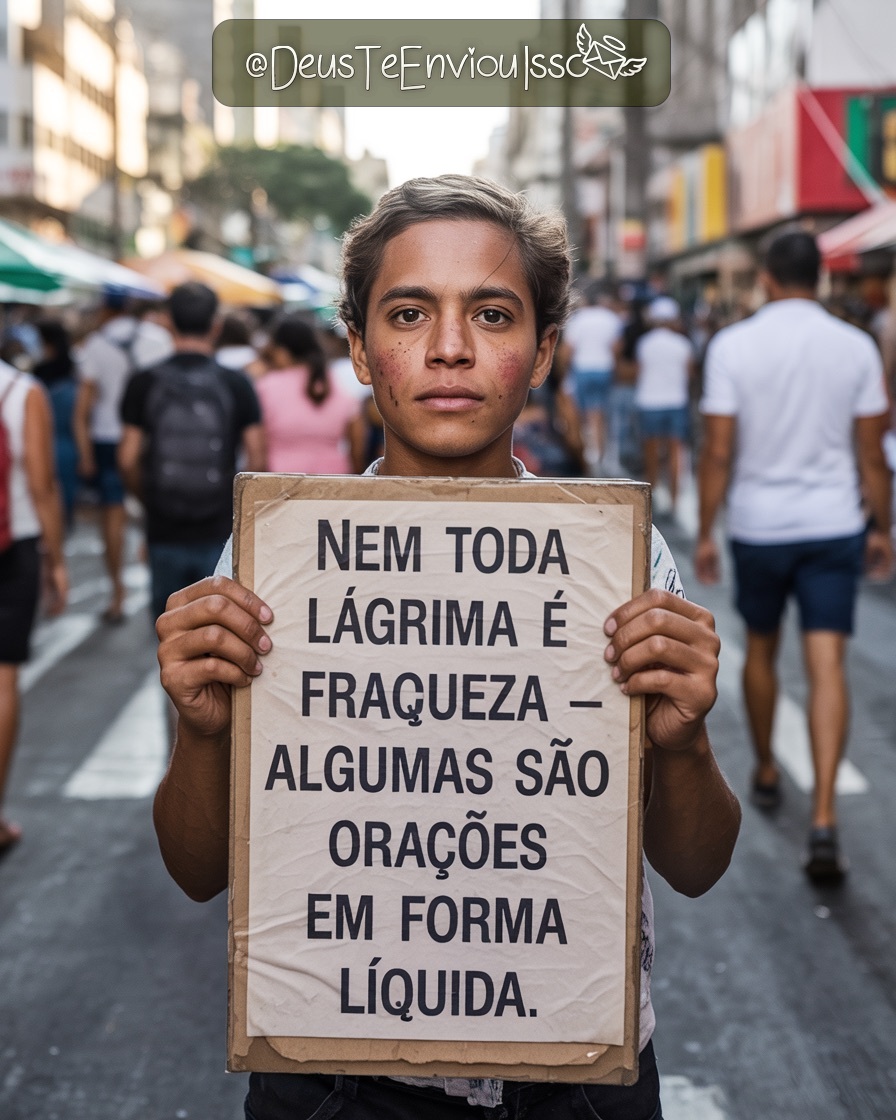 @DeusTeEnviouIsso
NEM TODA
LÁGRIMA É
FRAQUEZA –
ALGUMAS SÃO
ORAÇÕES
EM FORMA
LÍQUIDA.